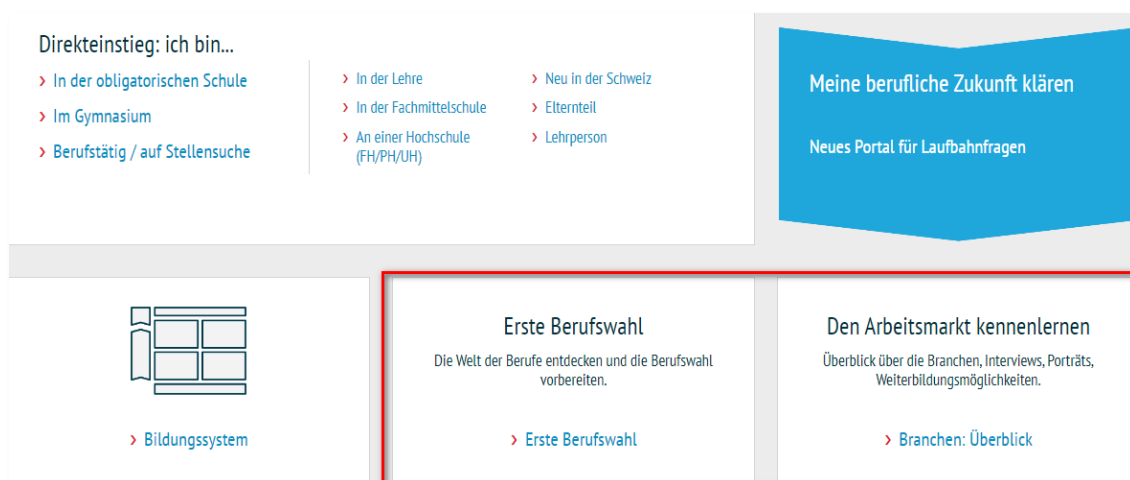 Direkteinstieg: ich bin...
› In der obligatorischen Schule
› Im Gymnasium
› Berufstätig / auf Stellensuche
› In der Lehre
› In der Fachmittelschule
› An einer Hochschule
(FH/PH/UH)
› Neu in der Schweiz
› Elternteil
› Lehrperson
Meine berufliche Zukunft klären
Neues Portal für Laufbahnfragen
› Bildungssystem
Erste Berufswahl
Die Welt der Berufe entdecken und die Berufswahl
vorbereiten.
› Erste Berufswahl
Den Arbeitsmarkt kennenlernen
Überblick über die Branchen, Interviews, Porträts,
Weiterbildungsmöglichkeiten.
› Branchen: Überblick